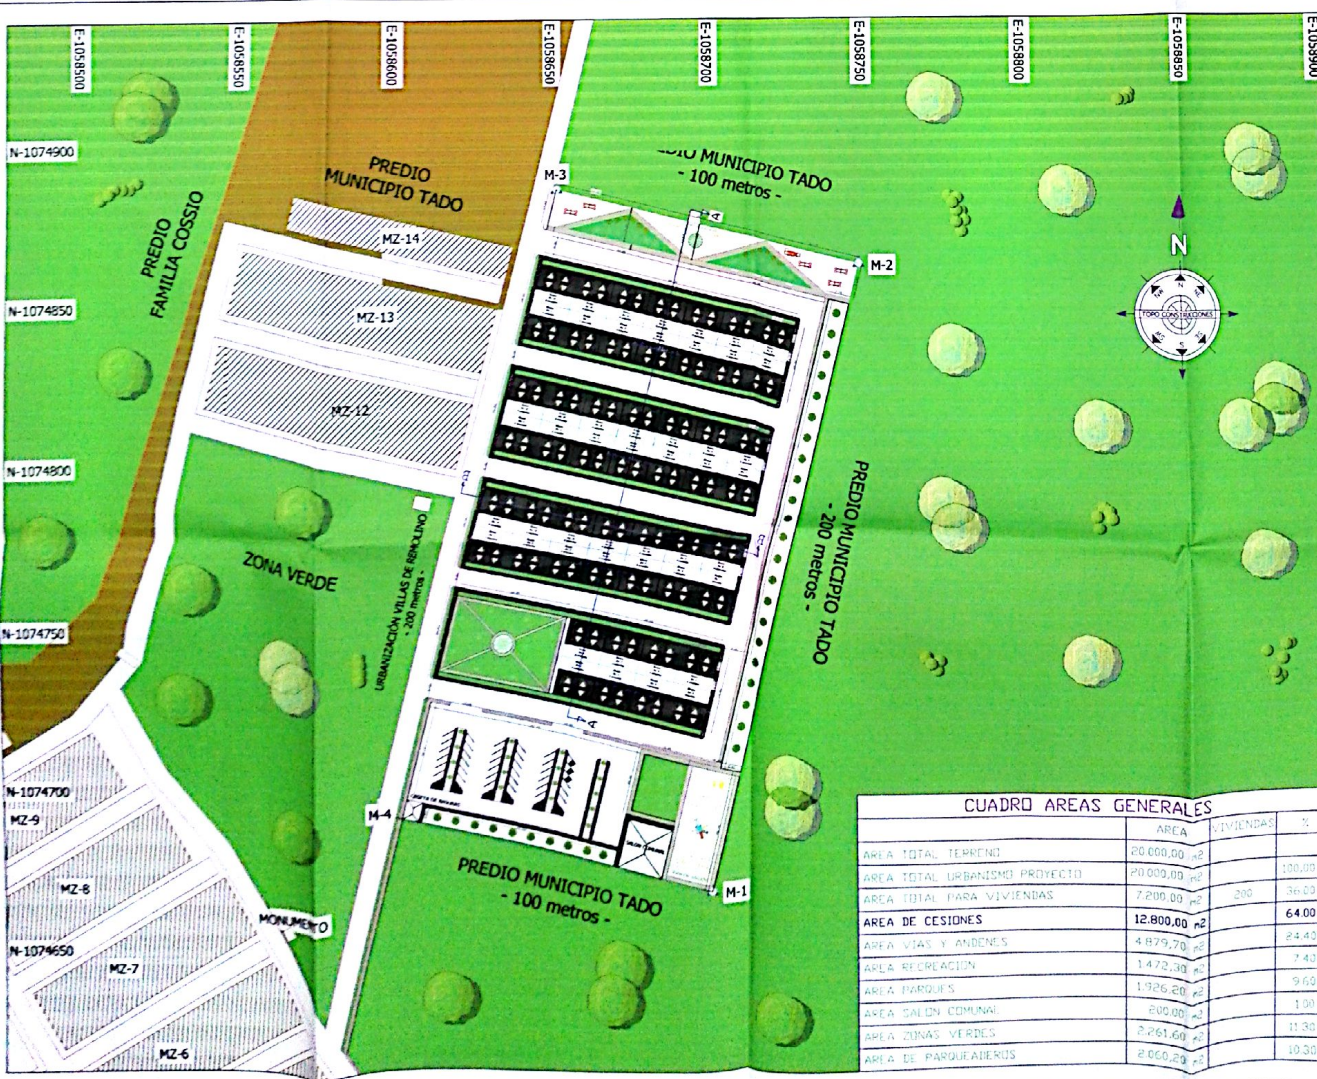 E-1058500
E-1058550
E-1058600
E-1058650
E-1058700
E-1058750
E-1058800
E-1058850
E-1058900
N-1074900
PREDIO
MUNICIPIO TADO
MUNICIPIO TADO
- 100 metros -
M-3
PREDIO
FAMILIA COSSIO
MZ-14
A
M-2
N
N-1074850
MZ-13
TOPO CONSTRUCCIONES
MZ-12
N-1074800
PREDIO MUNICIPIO TADO
- 200 metros -
ZONA VERDE
URBANIZACIÓN VILLAS DE REMOLINO
- 200 metros -
N-1074750
A
N-1074700
MZ-9
M-4
SALON COMUNAL
PREDIO MUNICIPIO TADO
- 100 metros -
M-1
MZ-8
MONUMENTO
N-1074650
MZ-7
MZ-6
CUADRO AREAS GENERALES
AREA VIVIENDAS %
AREA TOTAL TERRENO 20.000,00 m2
AREA TOTAL URBANISMO PROYECTO 20.000,00 m2 100,00
AREA TOTAL PARA VIVIENDAS 7.200,00 m2 200 36.00
AREA DE CESIONES 12.800,00 m2 64.00
AREA VIAS Y ANDENES 4.879,70 m2 24.40
AREA RECREACION 1.472,30 m2 7.40
AREA PARQUES 1.926,20 m2 9.60
AREA SALON COMUNAL 200,00 m2 1.00
AREA ZONAS VERDES 2.261,60 m2 11.30
AREA DE PARQUEADEROS 2.060,20 m2 10.30